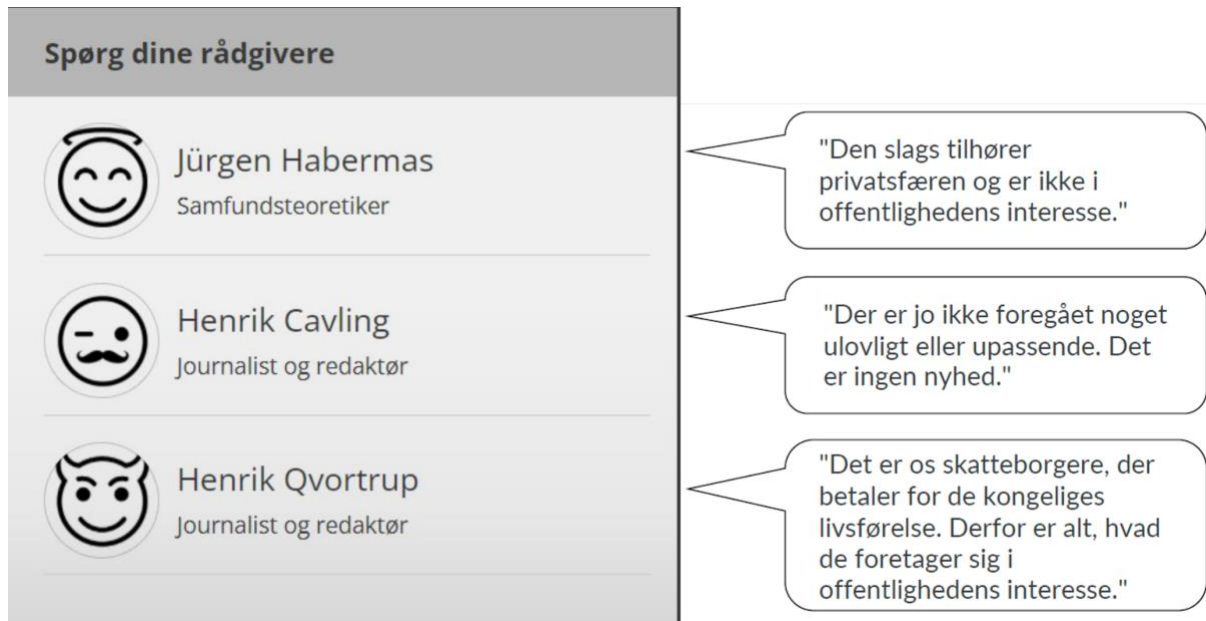 Spørg dine rådgivere
Jürgen Habermas
Samfundsteoretiker
"Den slags tilhører
privatsfæren og er ikke i
offentlighedens interesse."
Henrik Cavling
Journalist og redaktør
"Der er jo ikke foregået noget
ulovligt eller upassende. Det
er ingen nyhed."
Henrik Qvortrup
Journalist og redaktør
"Det er os skatteborgere, der
betaler for de kongeliges
livsførelse. Derfor er alt, hvad
de foretager sig i
offentlighedens interesse."